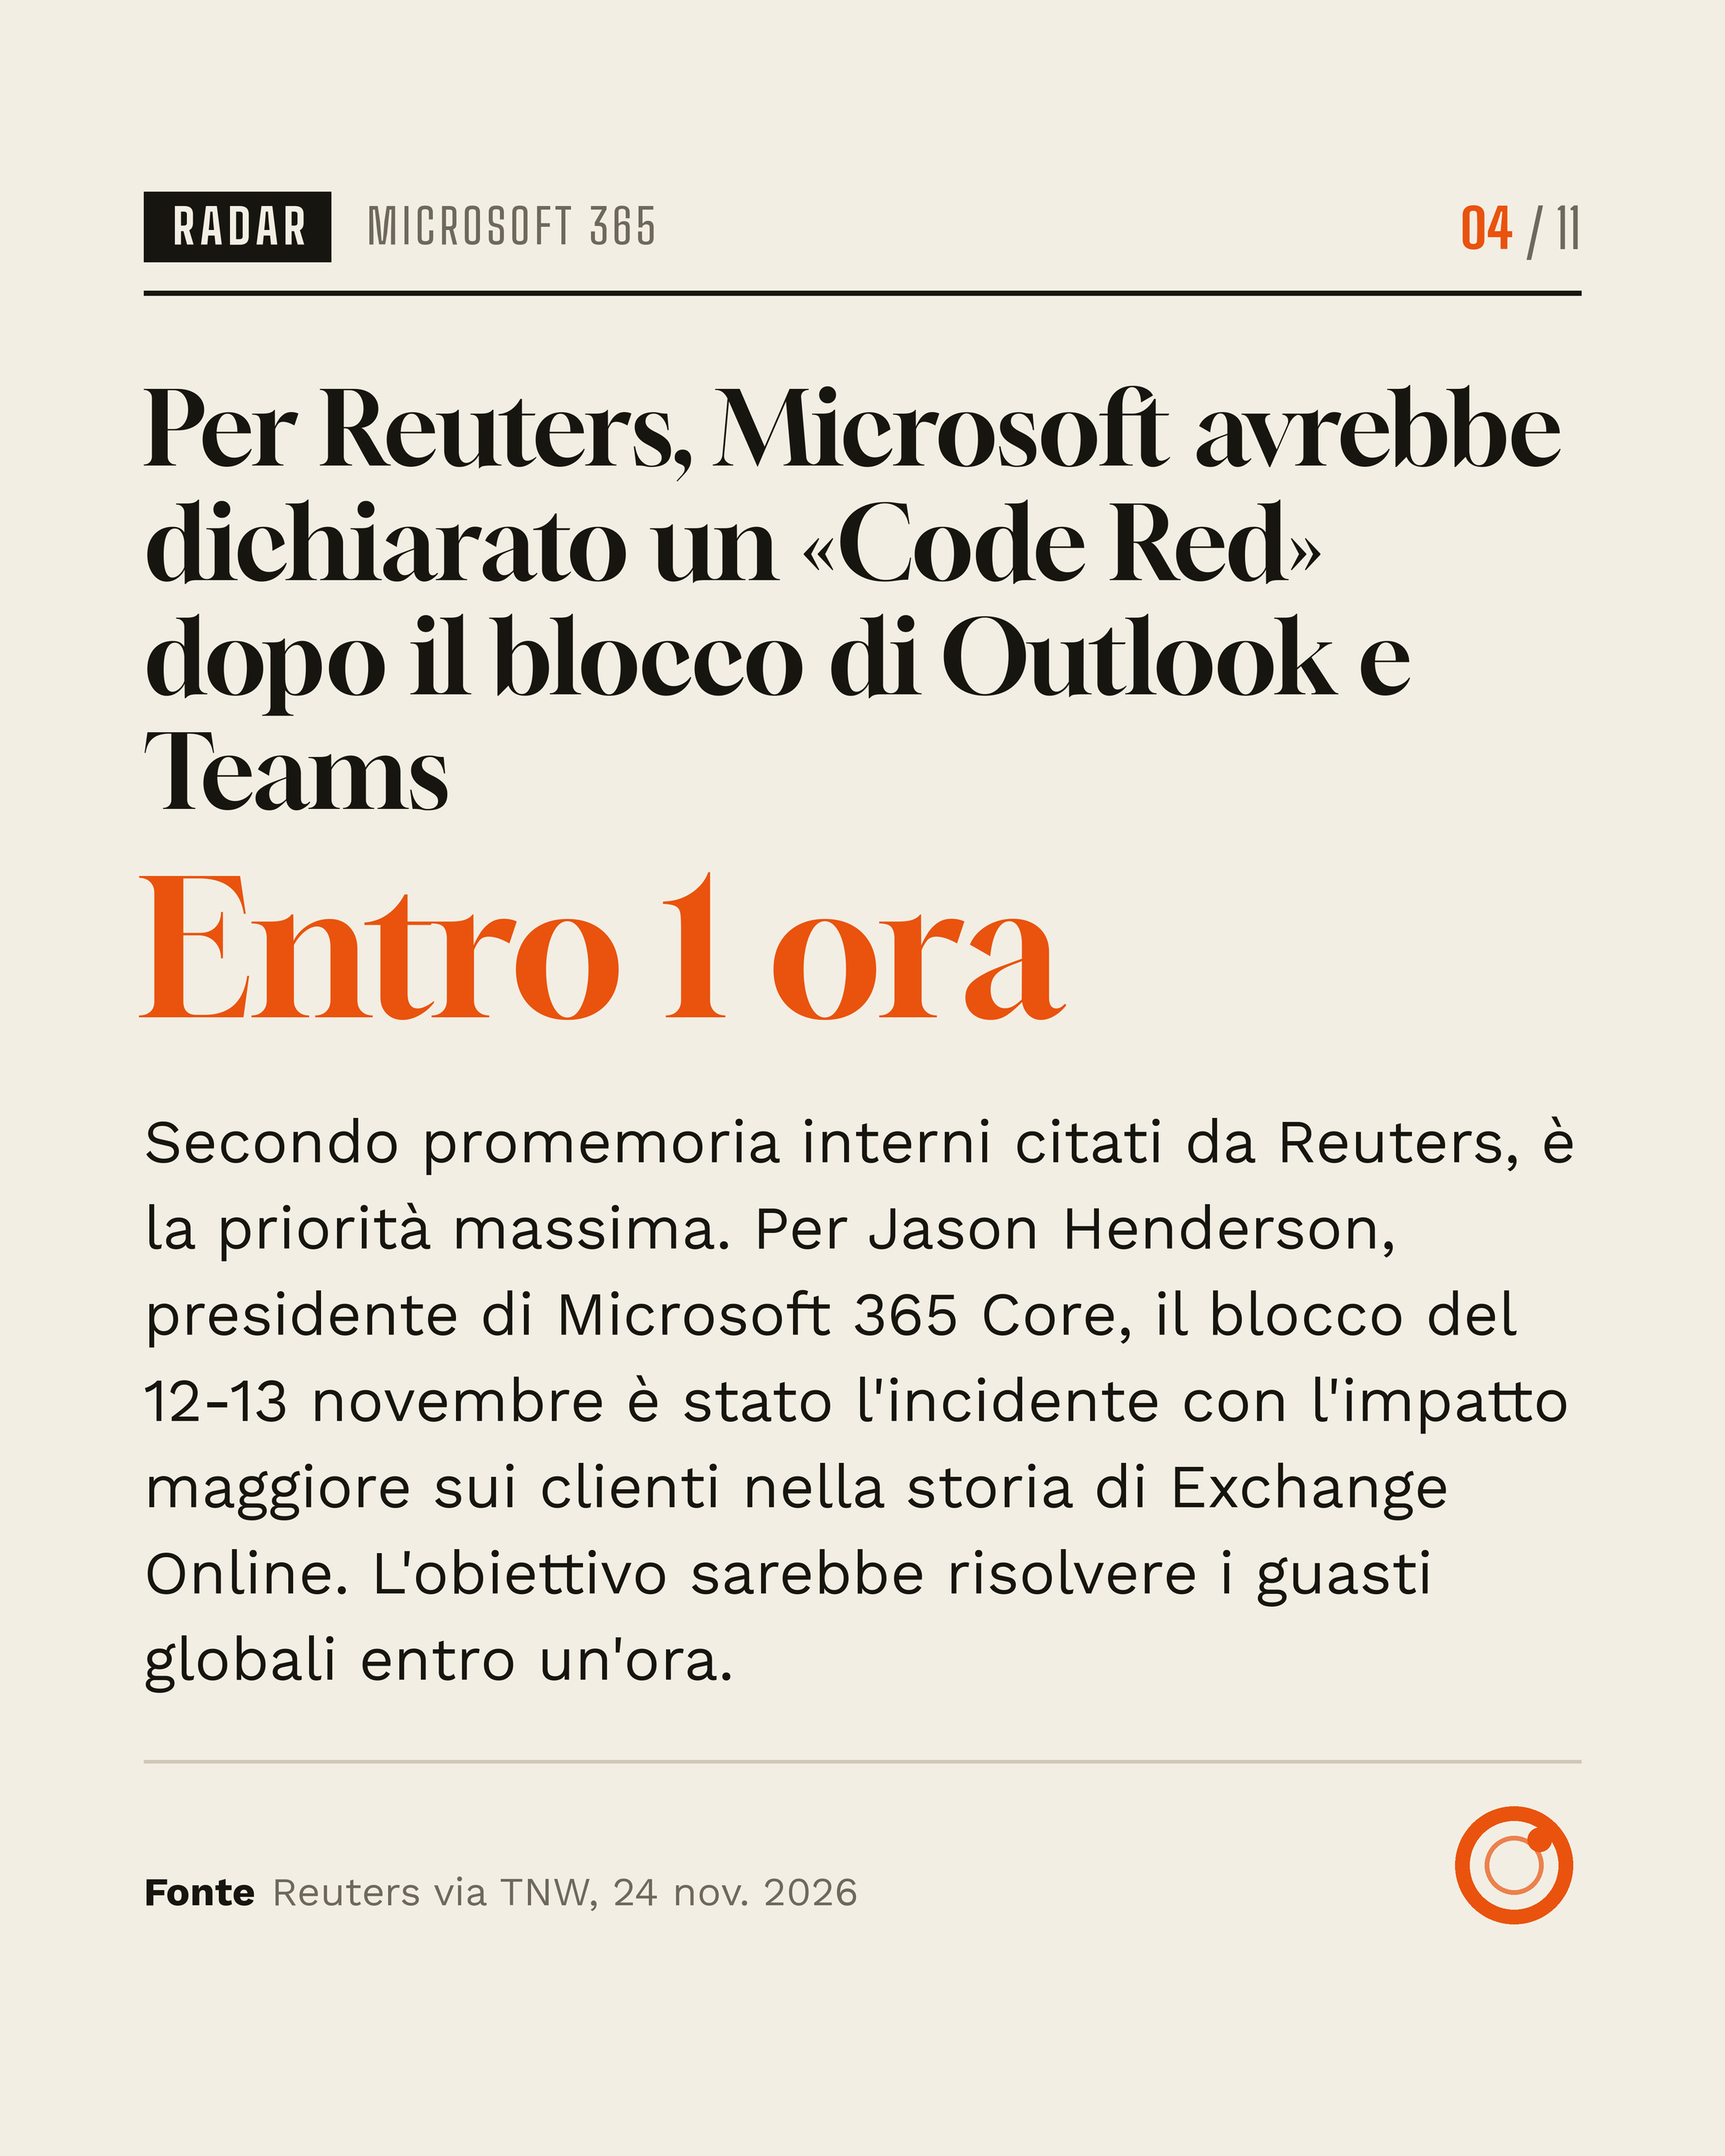 RADAR MICROSOFT 365 04 / 11
Per Reuters, Microsoft avrebbe
dichiarato un «Code Red»
dopo il blocco di Outlook e
Teams
Entro 1 ora
Secondo promemoria interni citati da Reuters, è
la priorità massima. Per Jason Henderson,
presidente di Microsoft 365 Core, il blocco del
12-13 novembre è stato l'incidente con l'impatto
maggiore sui clienti nella storia di Exchange
Online. L'obiettivo sarebbe risolvere i guasti
globali entro un'ora.
Fonte Reuters via TNW, 24 nov. 2026